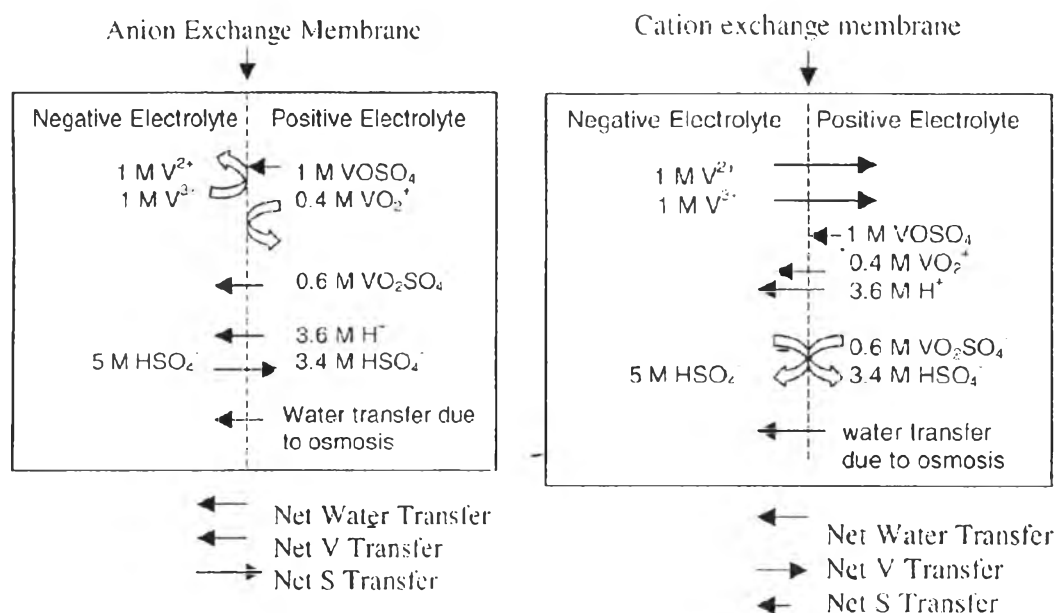 Anion Exchange Membrane
Negative Electrolyte
Positive Electrolyte
1 M V²⁺
1 M V³⁺
1 M VOSO₄
0.4 M VO₂⁺
0.6 M VO₂SO₄⁻
3.6 M H⁺
5 M HSO₄⁻
3.4 M HSO₄⁻
Water transfer due
to osmosis
Net Water Transfer
Net V Transfer
Net S Transfer
Cation exchange membrane
Negative Electrolyte
Positive Electrolyte
1 M V²⁺
1 M V³⁺
1 M VOSO₄
0.4 M VO₂⁺
3.6 M H⁺
0.6 M VO₂SO₄⁻
5 M HSO₄⁻
3.4 M HSO₄⁻
water transfer
due to osmosis
Net Water Transfer
Net V Transfer
Net S Transfer